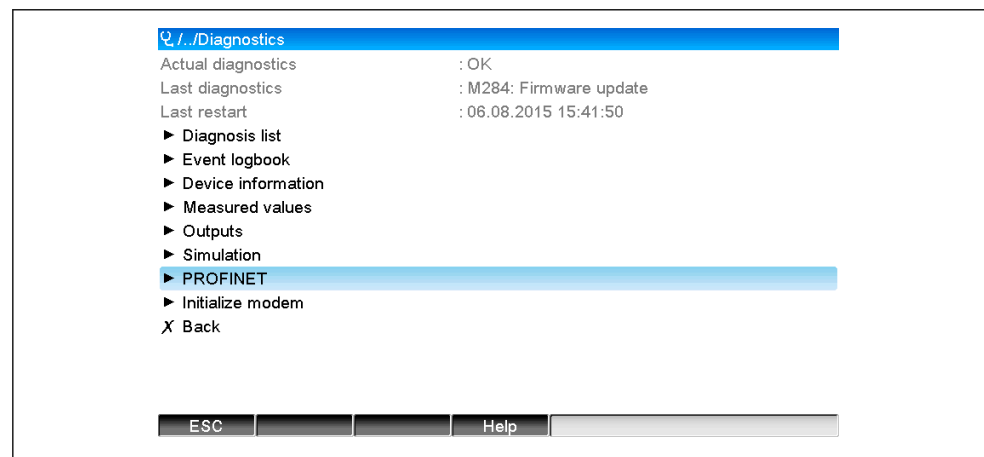 /../Diagnostics
Actual diagnostics : OK
Last diagnostics : M284: Firmware update
Last restart : 06.08.2015 15:41:50
► Diagnosis list
► Event logbook
► Device information
► Measured values
► Outputs
► Simulation
► PROFINET
► Initialize modem
X Back
ESC Help